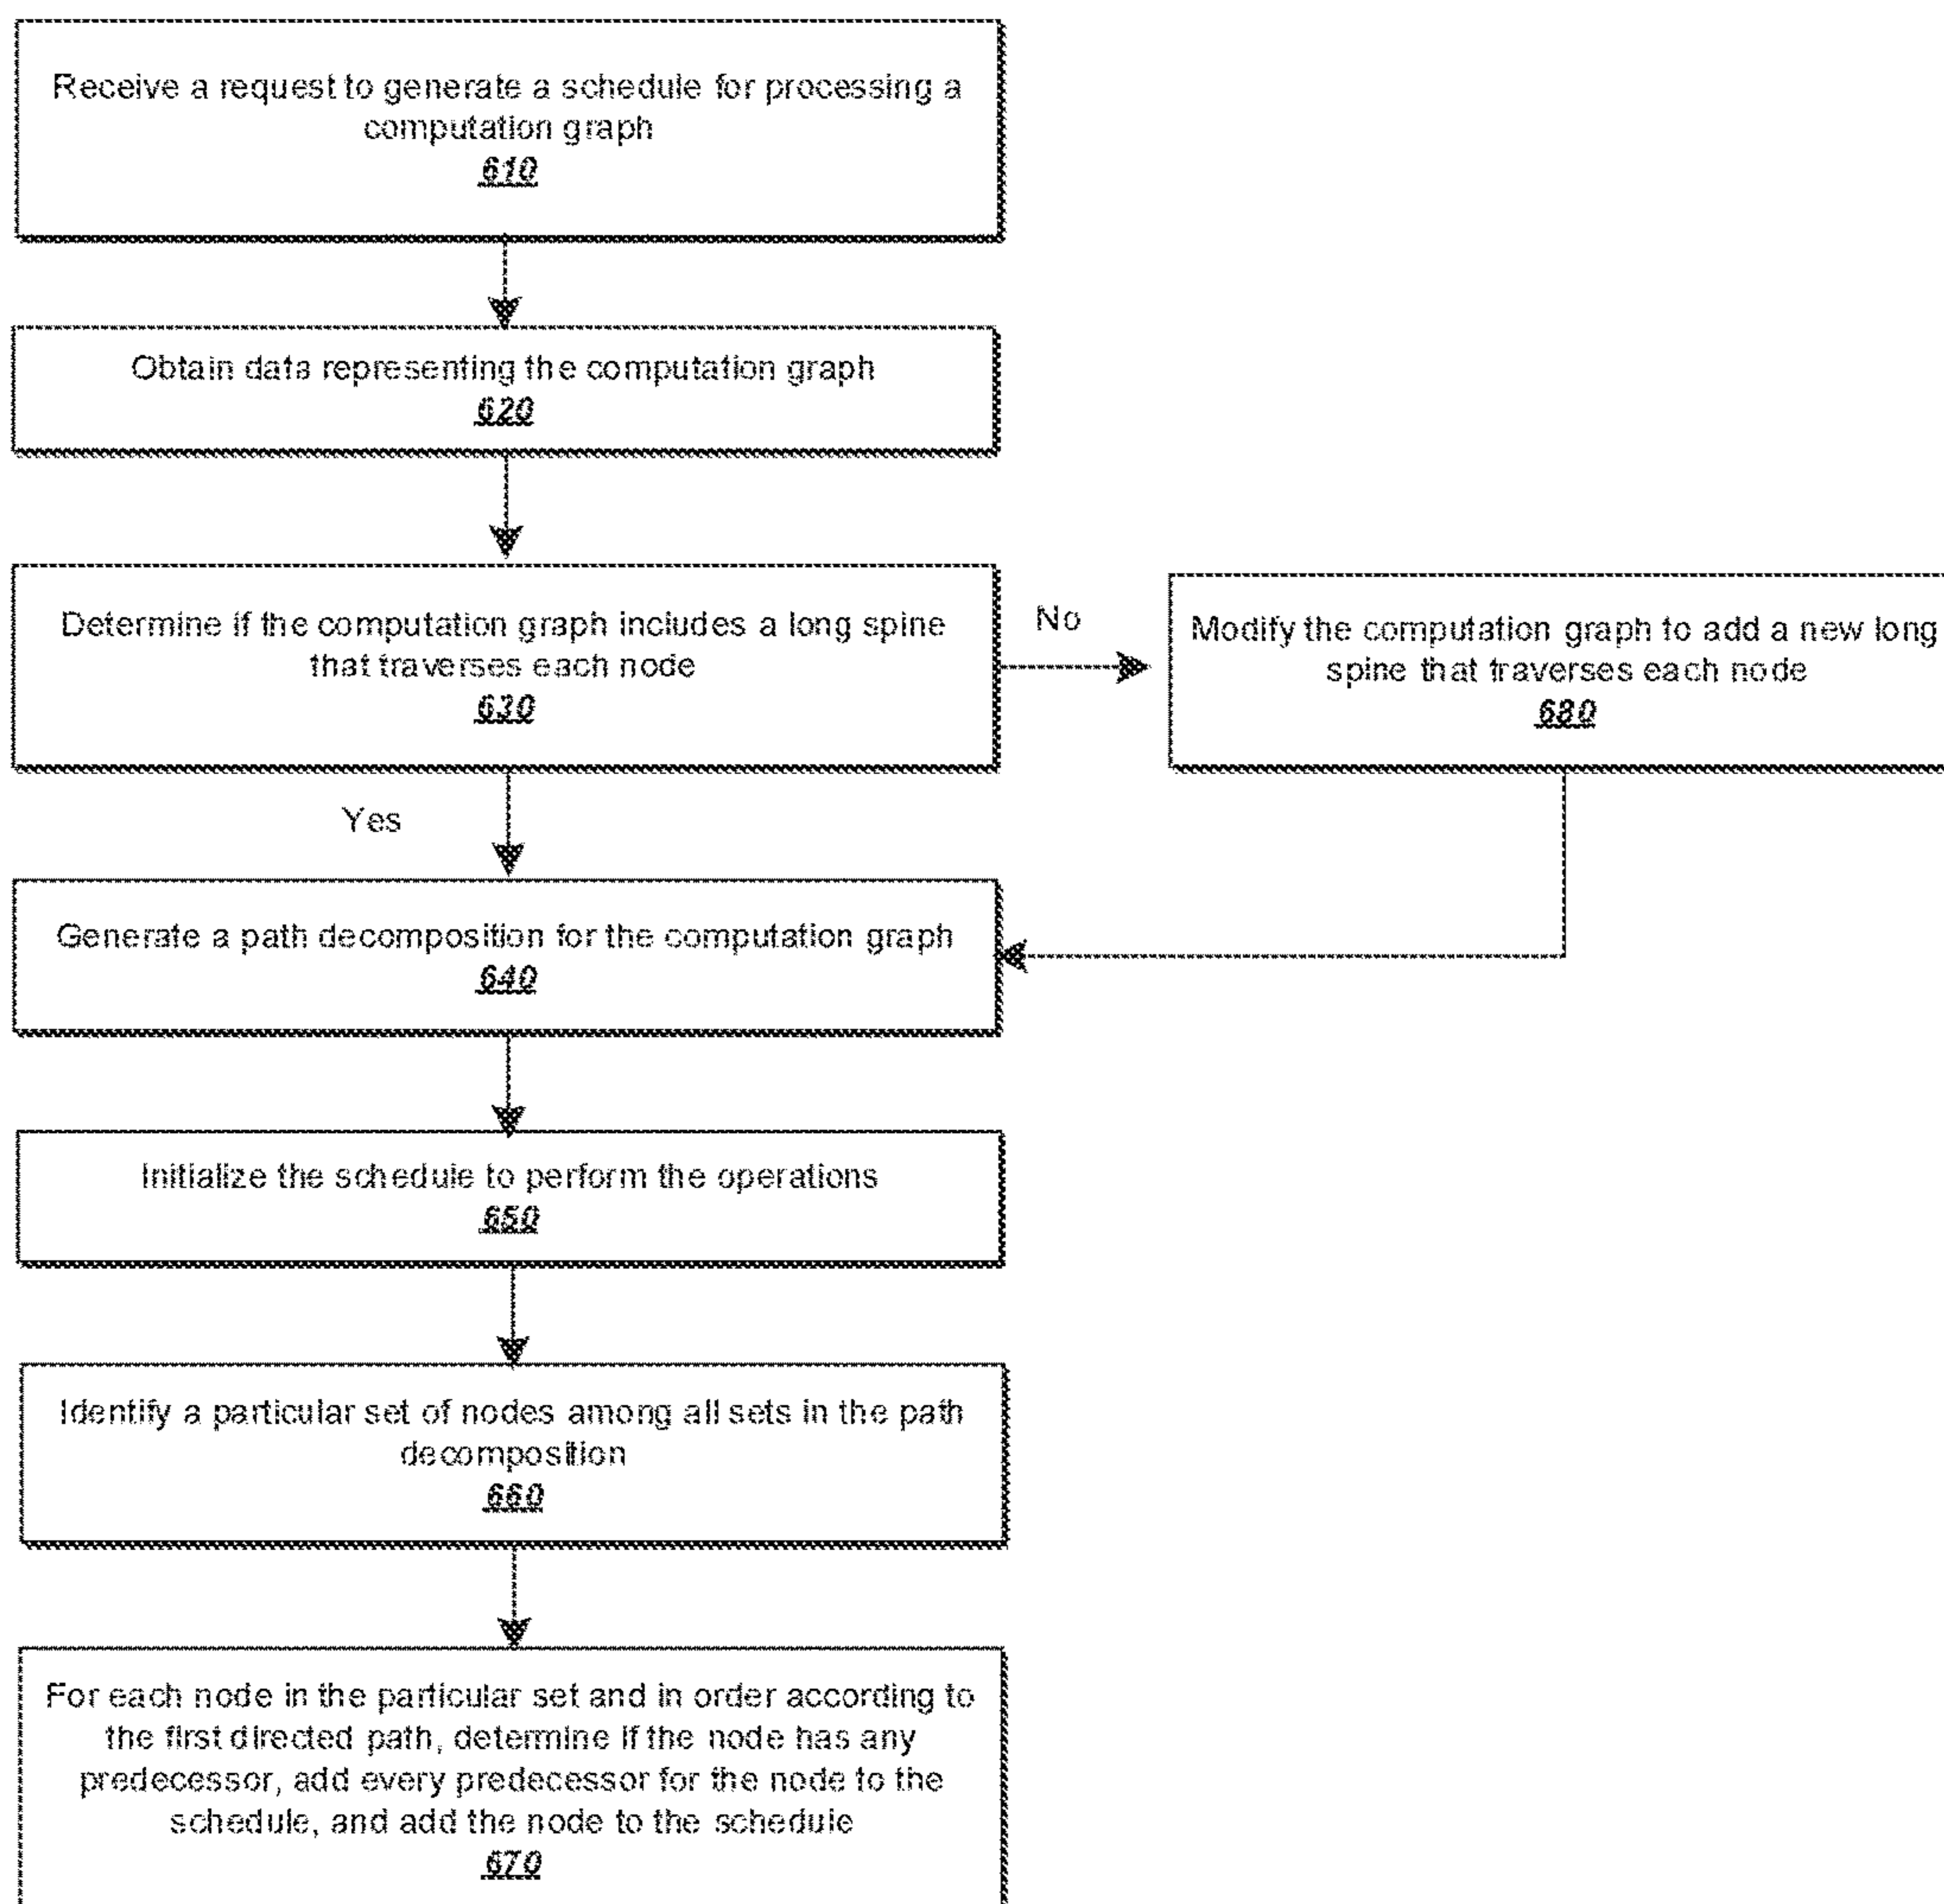 Receive a request to generate a schedule for processing a
computation graph
610
Obtain data representing the computation graph
620
Determine if the computation graph includes a long spine
that traverses each node
630
No
Modify the computation graph to add a new long
spine that traverses each node
680
Yes
Generate a path decomposition for the computation graph
640
Initialize the schedule to perform the operations
650
Identify a particular set of nodes among all sets in the path
decomposition
660
For each node in the particular set and in order according to
the first directed path, determine if the node has any
predecessor, add every predecessor for the node to the
schedule, and add the node to the schedule
670